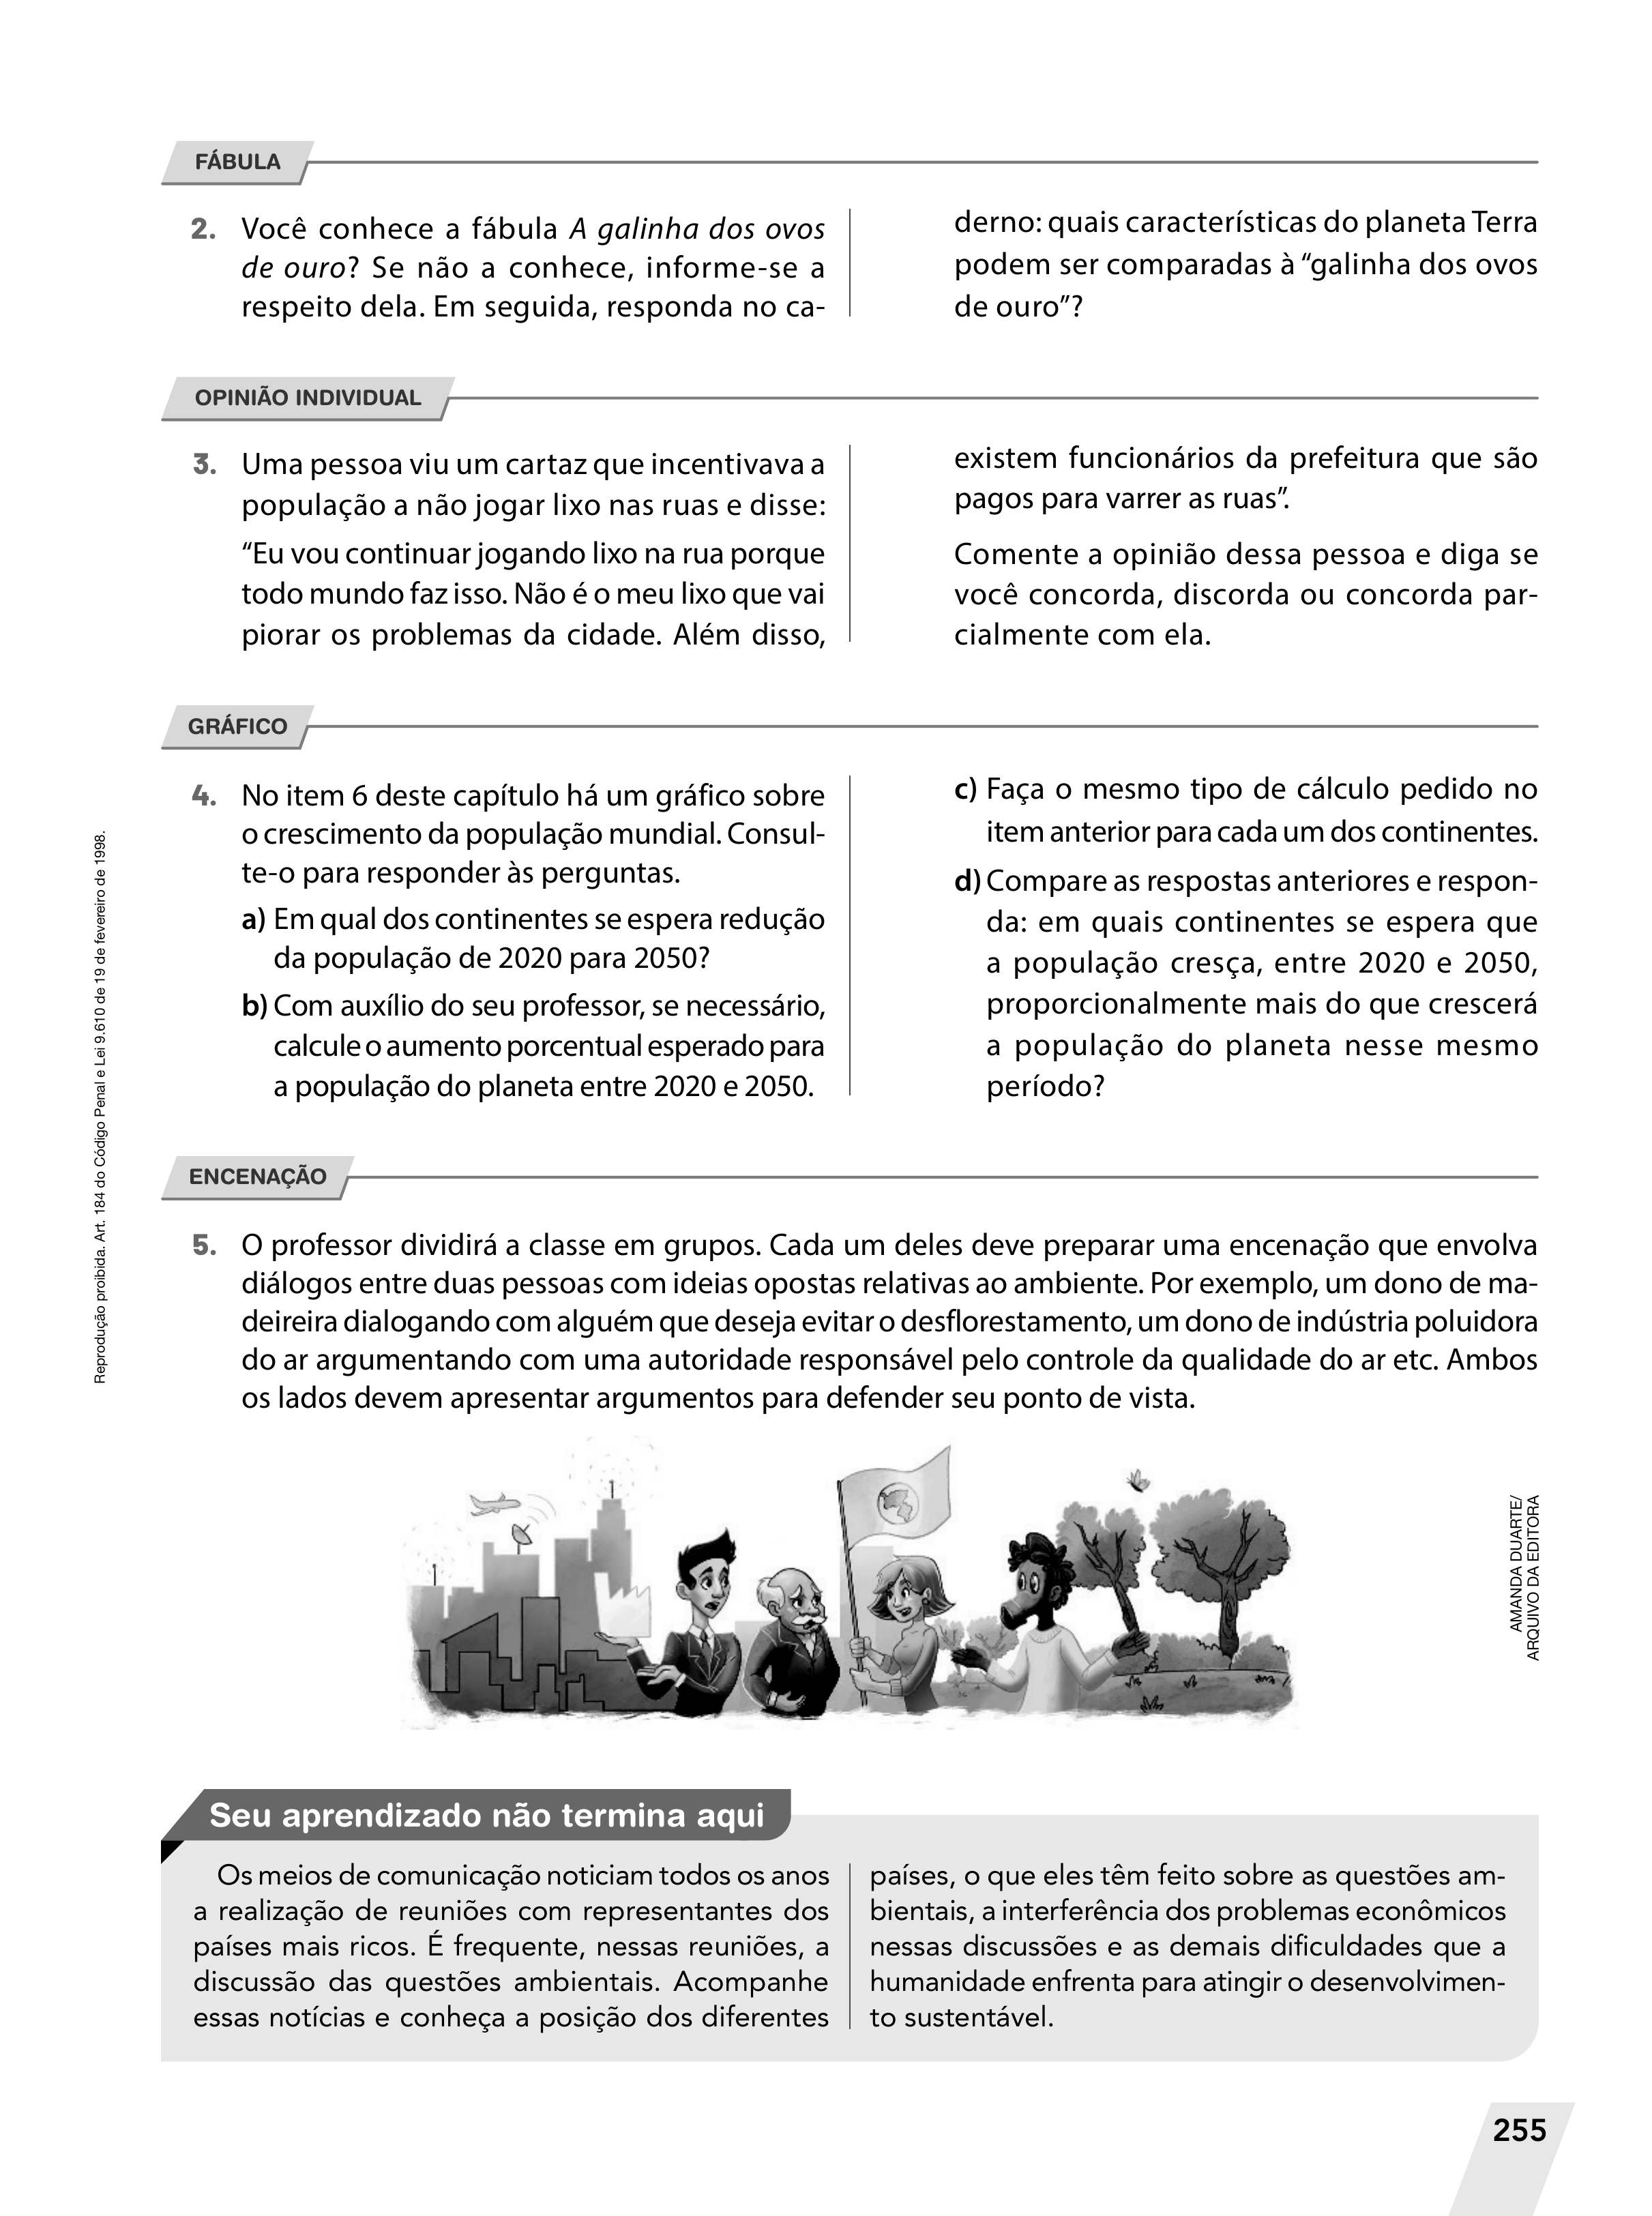 FÁBULA
2. Você conhece a fábula A galinha dos ovos
de ouro? Se não a conhece, informe-se a
respeito dela. Em seguida, responda no ca-
derno: quais características do planeta Terra
podem ser comparadas à “galinha dos ovos
de ouro”?
OPINIÃO INDIVIDUAL
3. Uma pessoa viu um cartaz que incentivava a
população a não jogar lixo nas ruas e disse:
“Eu vou continuar jogando lixo na rua porque
todo mundo faz isso. Não é o meu lixo que vai
piorar os problemas da cidade. Além disso,
existem funcionários da prefeitura que são
pagos para varrer as ruas”.
Comente a opinião dessa pessoa e diga se
você concorda, discorda ou concorda par-
cialmente com ela.
GRÁFICO
4. No item 6 deste capítulo há um gráfico sobre
o crescimento da população mundial. Consul-
te-o para responder às perguntas.
a) Em qual dos continentes se espera redução
da população de 2020 para 2050?
b) Com auxílio do seu professor, se necessário,
calcule o aumento porcentual esperado para
a população do planeta entre 2020 e 2050.
c) Faça o mesmo tipo de cálculo pedido no
item anterior para cada um dos continentes.
d) Compare as respostas anteriores e respon-
da: em quais continentes se espera que
a população cresça, entre 2020 e 2050,
proporcionalmente mais do que crescerá
a população do planeta nesse mesmo
período?
ENCENAÇÃO
5. O professor dividirá a classe em grupos. Cada um deles deve preparar uma encenação que envolva
diálogos entre duas pessoas com ideias opostas relativas ao ambiente. Por exemplo, um dono de ma-
deireira dialogando com alguém que deseja evitar o desflorestamento, um dono de indústria poluidora
do ar argumentando com uma autoridade responsável pelo controle da qualidade do ar etc. Ambos
os lados devem apresentar argumentos para defender seu ponto de vista.
AMANDA DUARTE/
ARQUIVO DA EDITORA
Reprodução proibida. Art. 184 do Código Penal e Lei 9.610 de 19 de fevereiro de 1998.
Seu aprendizado não termina aqui
Os meios de comunicação noticiam todos os anos
a realização de reuniões com representantes dos
países mais ricos. É frequente, nessas reuniões, a
discussão das questões ambientais. Acompanhe
essas notícias e conheça a posição dos diferentes
países, o que eles têm feito sobre as questões am-
bientais, a interferência dos problemas econômicos
nessas discussões e as demais dificuldades que a
humanidade enfrenta para atingir o desenvolvimen-
to sustentável.
255